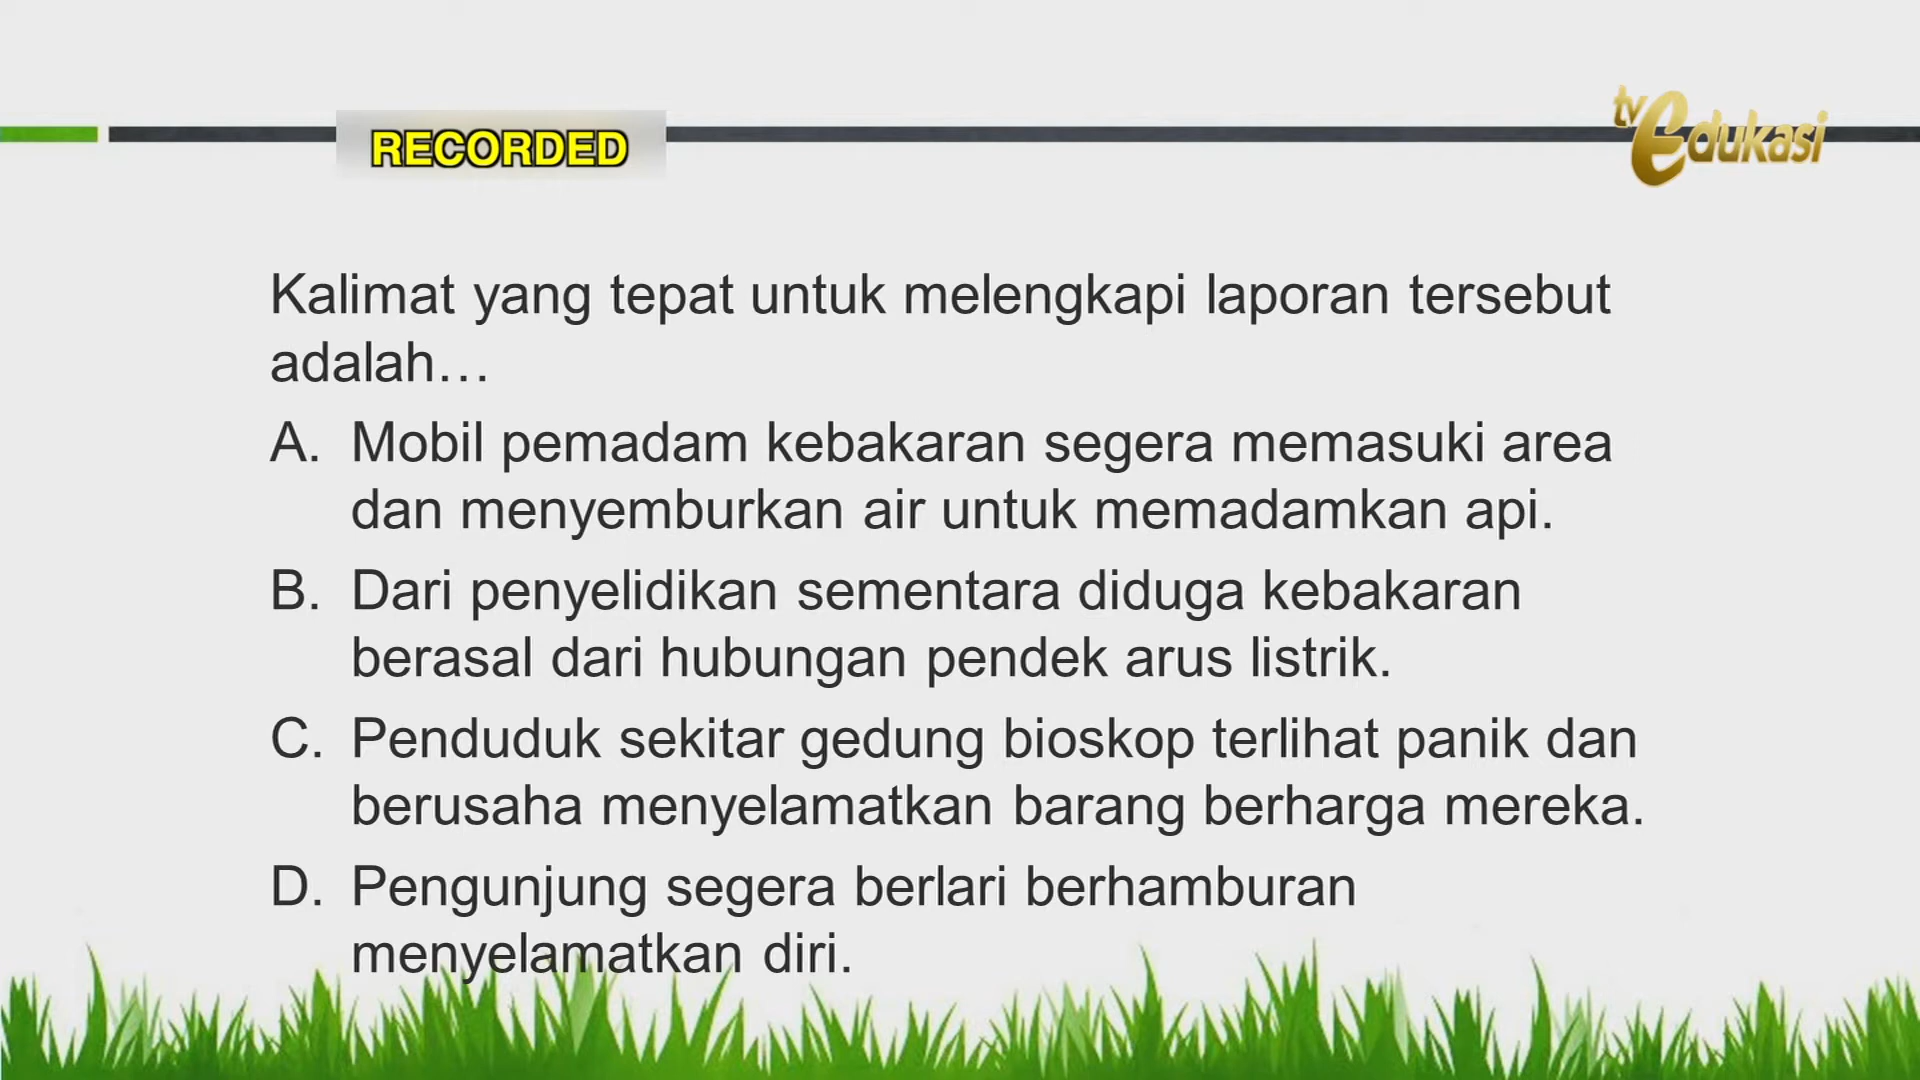 RECORDED
tv edukasi
Kalimat yang tepat untuk melengkapi laporan tersebut
adalah…
A. Mobil pemadam kebakaran segera memasuki area
dan menyemburkan air untuk memadamkan api.
B. Dari penyelidikan sementara diduga kebakaran
berasal dari hubungan pendek arus listrik.
C. Penduduk sekitar gedung bioskop terlihat panik dan
berusaha menyelamatkan barang berharga mereka.
D. Pengunjung segera berlari berhamburan
menyelamatkan diri.